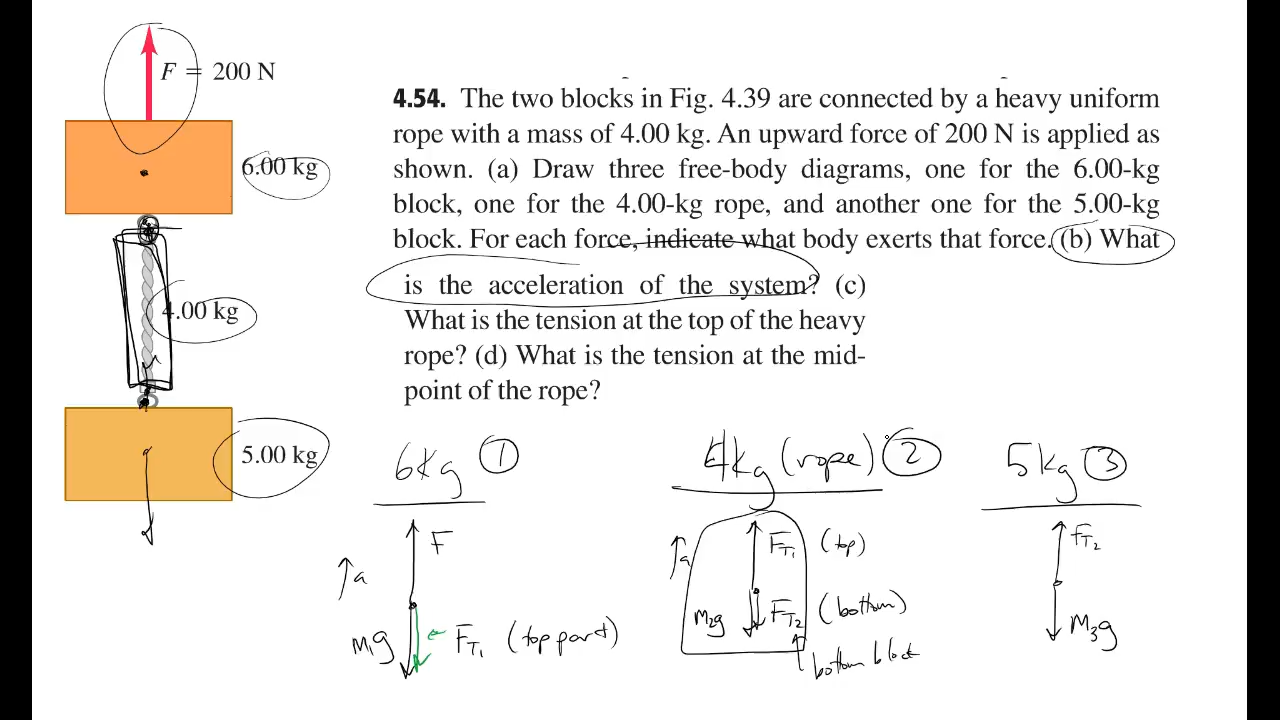 F = 200 N
6.00 kg
4.00 kg
5.00 kg
4.54. The two blocks in Fig. 4.39 are connected by a heavy uniform
rope with a mass of 4.00 kg. An upward force of 200 N is applied as
shown. (a) Draw three free-body diagrams, one for the 6.00-kg
block, one for the 4.00-kg rope, and another one for the 5.00-kg
block. For each force, indicate what body exerts that force. (b) What
is the acceleration of the system? (c)
What is the tension at the top of the heavy
rope? (d) What is the tension at the mid-
point of the rope?
6kg ①
F
a
m₁g
F_T₁ (top part)
4kg (rope) ②
a
F_T₁ (top)
m₂g
F_T₂ (bottom)
bottom block
5kg ③
F_T₂
m₃g